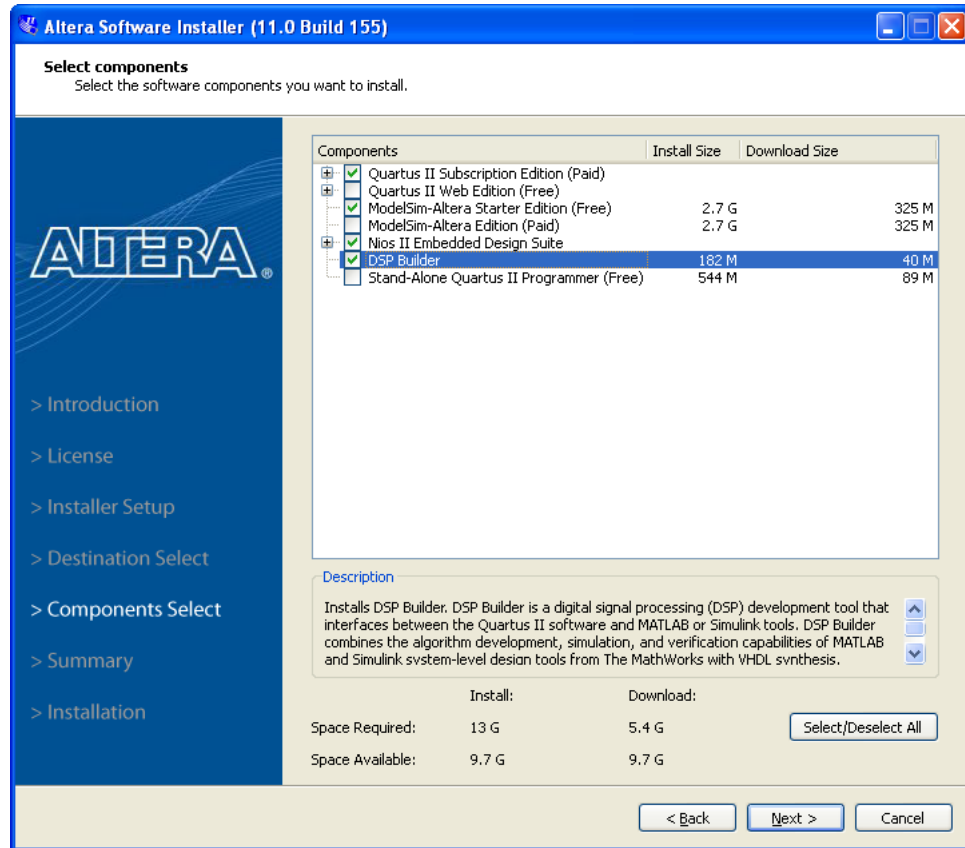 Altera Software Installer (11.0 Build 155)
Select components
Select the software components you want to install.
ALTERA®
> Introduction
> License
> Installer Setup
> Destination Select
> Components Select
> Summary
> Installation
Components Install Size Download Size
Quartus II Subscription Edition (Paid)
Quartus II Web Edition (Free)
ModelSim-Altera Starter Edition (Free) 2.7 G 325 M
ModelSim-Altera Edition (Paid) 2.7 G 325 M
Nios II Embedded Design Suite
DSP Builder 182 M 40 M
Stand-Alone Quartus II Programmer (Free) 544 M 89 M
Description
Installs DSP Builder. DSP Builder is a digital signal processing (DSP) development tool that
interfaces between the Quartus II software and MATLAB or Simulink tools. DSP Builder
combines the algorithm development, simulation, and verification capabilities of MATLAB
and Simulink system-level design tools from The MathWorks with VHDL synthesis.
Install: Download:
Space Required: 13 G 5.4 G
Select/Deselect All
Space Available: 9.7 G 9.7 G
< Back
Next >
Cancel